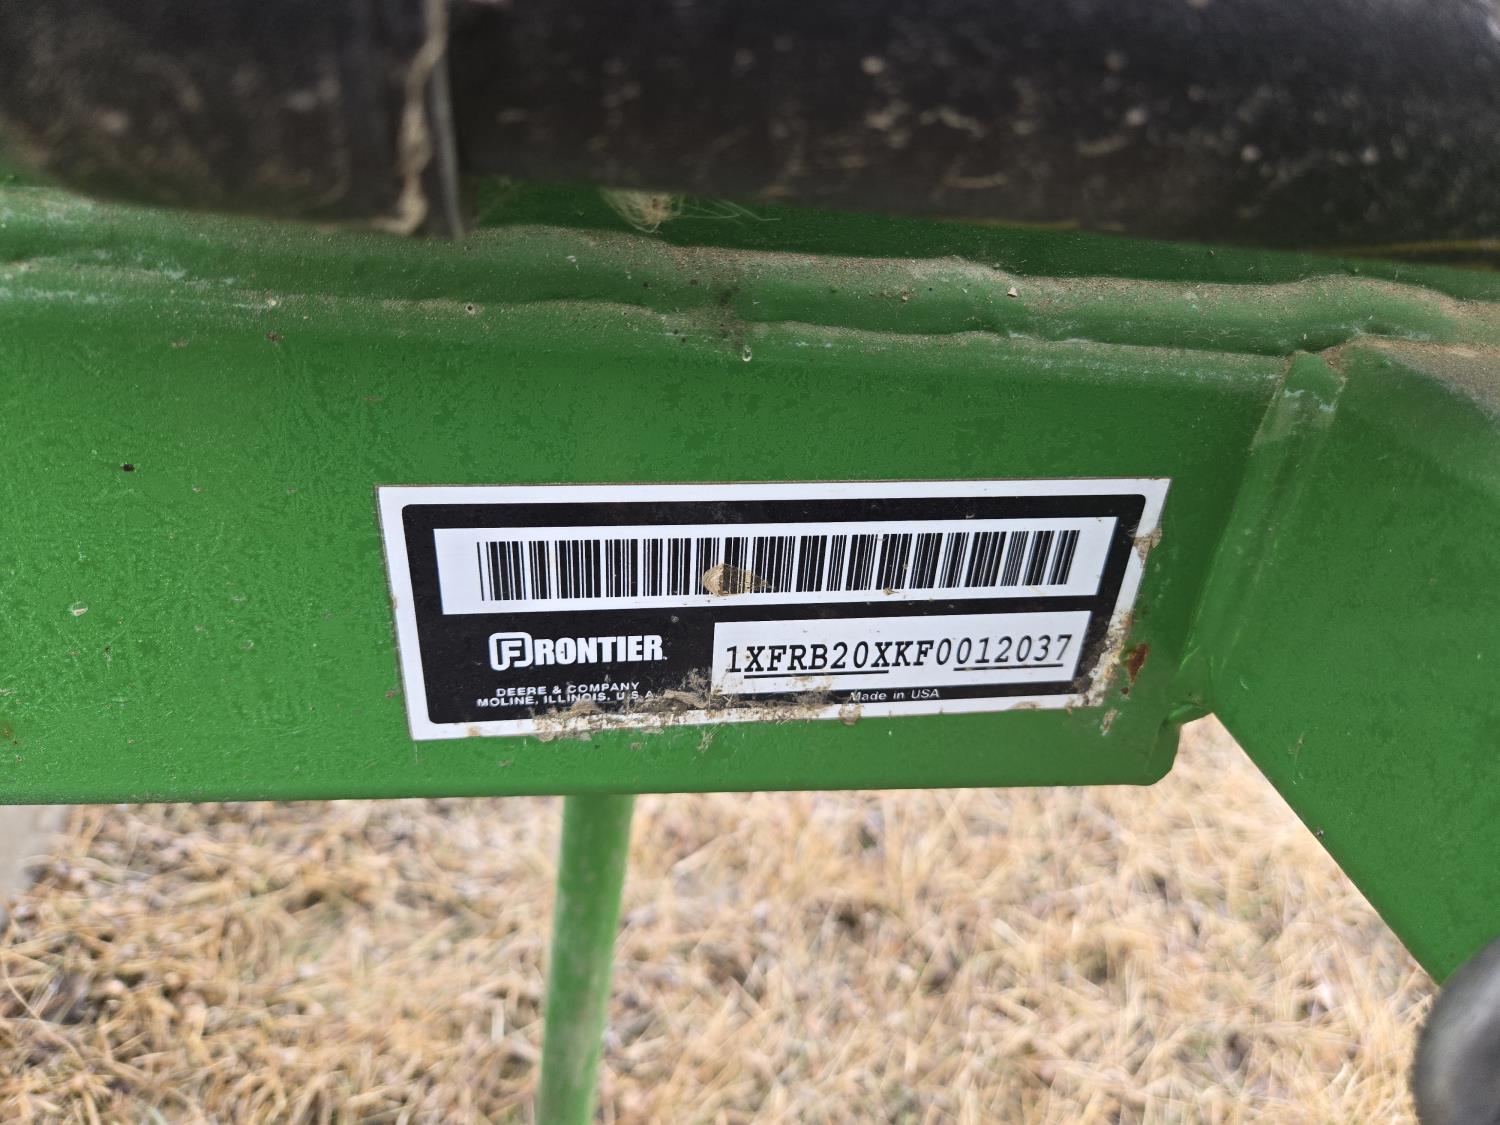 FRONTIER
DEERE & COMPANY
MOLINE, ILLINOIS, U.S.A.
1XFRB20XKF0012037
Made in USA